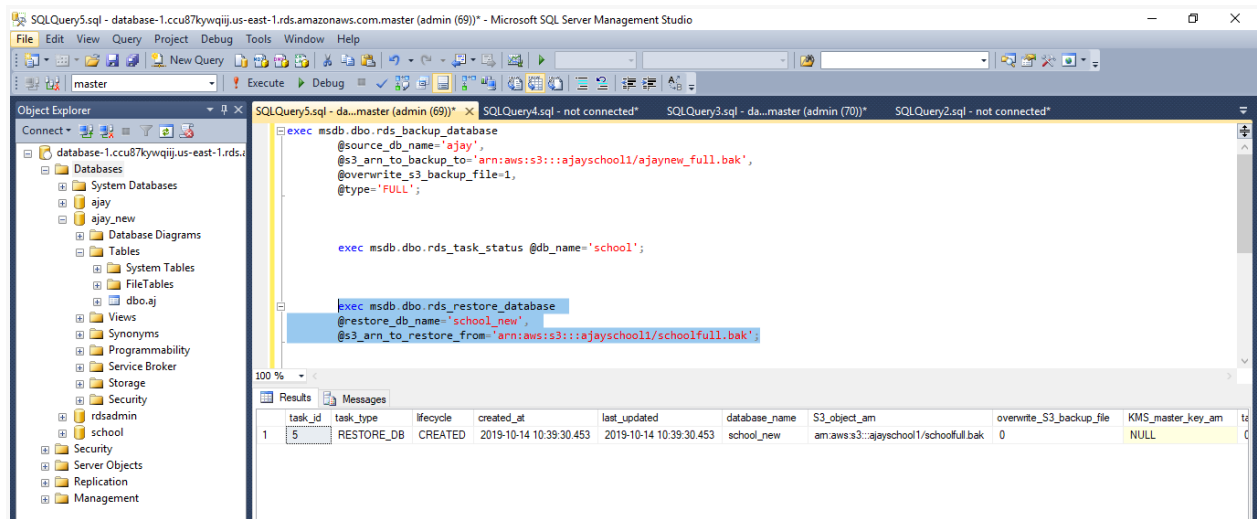 SQLQuery5.sql - database-1.ccu87kywqiij.us-east-1.rds.amazonaws.com.master (admin (69))* - Microsoft SQL Server Management Studio
File Edit View Query Project Debug Tools Window Help
New Query
master Execute Debug
Object Explorer
Connect
database-1.ccu87kywqiij.us-east-1.rds.a
Databases
System Databases
ajay
ajay_new
Database Diagrams
Tables
System Tables
FileTables
dbo.aj
Views
Synonyms
Programmability
Service Broker
Storage
Security
rdsadmin
school
Security
Server Objects
Replication
Management
SQLQuery5.sql - da...master (admin (69))* SQLQuery4.sql - not connected* SQLQuery3.sql - da...master (admin (70))* SQLQuery2.sql - not connected*
exec msdb.dbo.rds_backup_database
@source_db_name='ajay',
@s3_arn_to_backup_to='arn:aws:s3:::ajayschool1/ajaynew_full.bak',
@overwrite_s3_backup_file=1,
@type='FULL';
exec msdb.dbo.rds_task_status @db_name='school';
exec msdb.dbo.rds_restore_database
@restore_db_name='school_new',
@s3_arn_to_restore_from='arn:aws:s3:::ajayschool1/schoolfull.bak';
100 %
Results Messages
task_id task_type lifecycle created_at last_updated database_name S3_object_arn overwrite_S3_backup_file KMS_master_key_arn ta
1 5 RESTORE_DB CREATED 2019-10-14 10:39:30.453 2019-10-14 10:39:30.453 school_new arn:aws:s3:::ajayschool1/schoolfull.bak 0 NULL 0